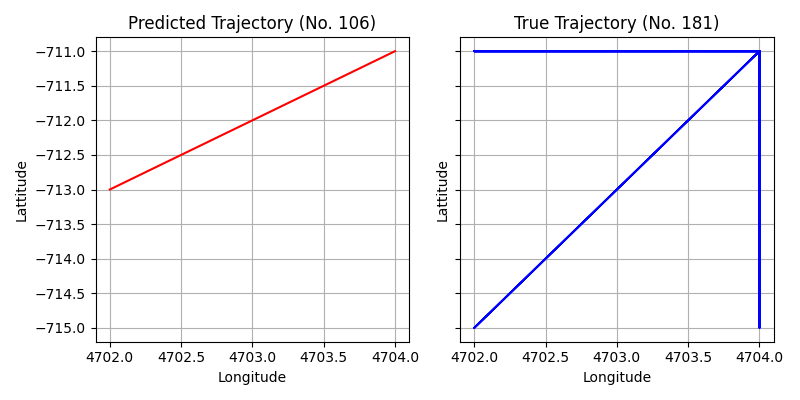 Predicted Trajectory (No. 106)
True Trajectory (No. 181)
−711.0
−711.5
−712.0
−712.5
−713.0
−713.5
−714.0
−714.5
−715.0
Lattitude
Lattitude
4702.0 4702.5 4703.0 4703.5 4704.0
4702.0 4702.5 4703.0 4703.5 4704.0
Longitude
Longitude